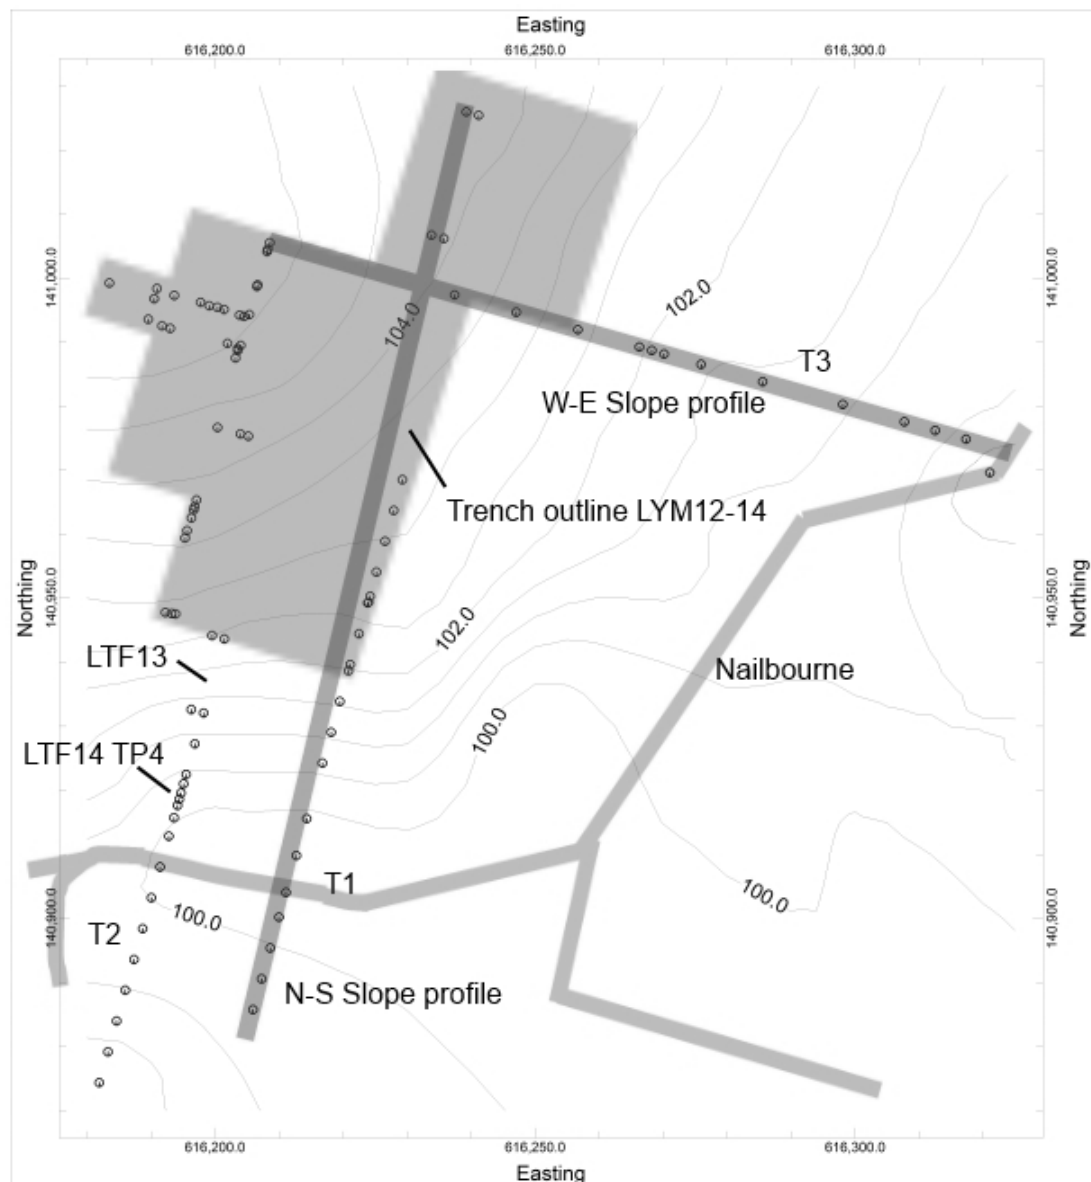 Easting
616,200.0 616,250.0 616,300.0
141,000.0
141,000.0
102.0
104.0
T3
W-E Slope profile
Trench outline LYM12-14
Northing
140,950.0
140,950.0
Northing
102.0
LTF13
Nailbourne
100.0
LTF14 TP4
T1
100.0
140,900.0
140,900.0
100.0
T2
N-S Slope profile
616,200.0 616,250.0 616,300.0
Easting